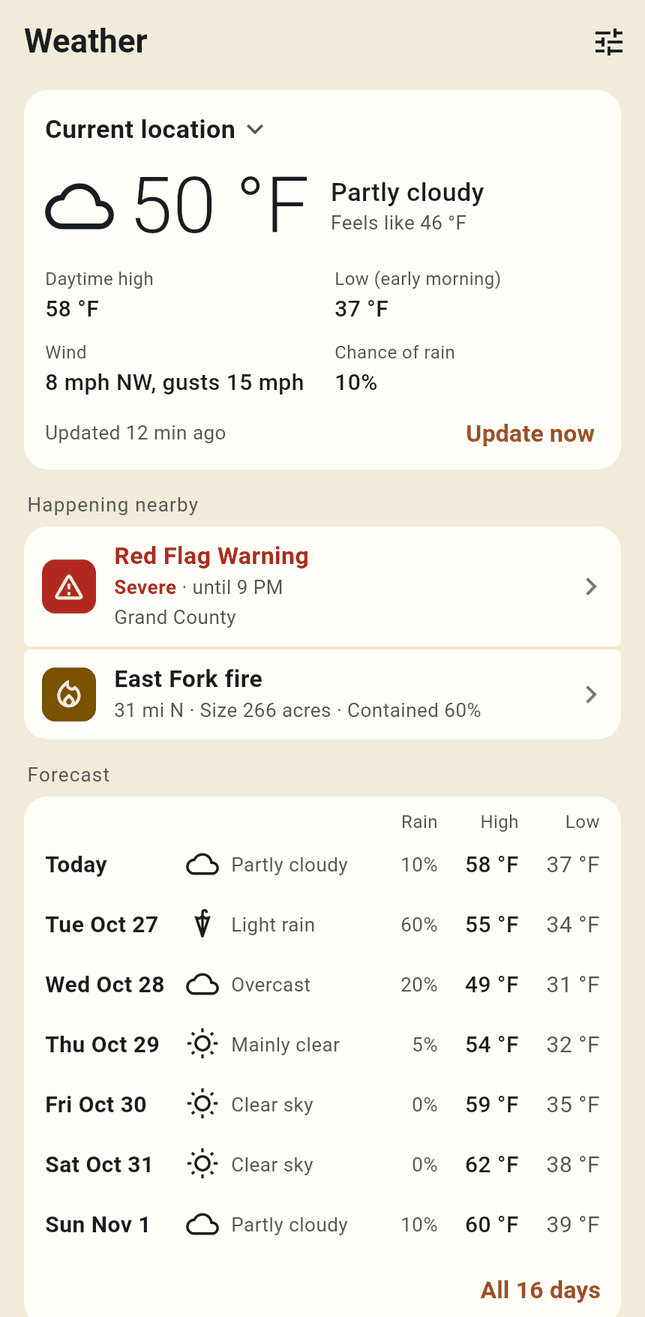 Weather
Current location
50 °F
Partly cloudy
Feels like 46 °F
Daytime high
58 °F
Low (early morning)
37 °F
Wind
8 mph NW, gusts 15 mph
Chance of rain
10%
Updated 12 min ago
Update now
Happening nearby
Red Flag Warning
Severe · until 9 PM
Grand County
East Fork fire
31 mi N · Size 266 acres · Contained 60%
Forecast
Rain High Low
Today Partly cloudy 10% 58 °F 37 °F
Tue Oct 27 Light rain 60% 55 °F 34 °F
Wed Oct 28 Overcast 20% 49 °F 31 °F
Thu Oct 29 Mainly clear 5% 54 °F 32 °F
Fri Oct 30 Clear sky 0% 59 °F 35 °F
Sat Oct 31 Clear sky 0% 62 °F 38 °F
Sun Nov 1 Partly cloudy 10% 60 °F 39 °F
All 16 days